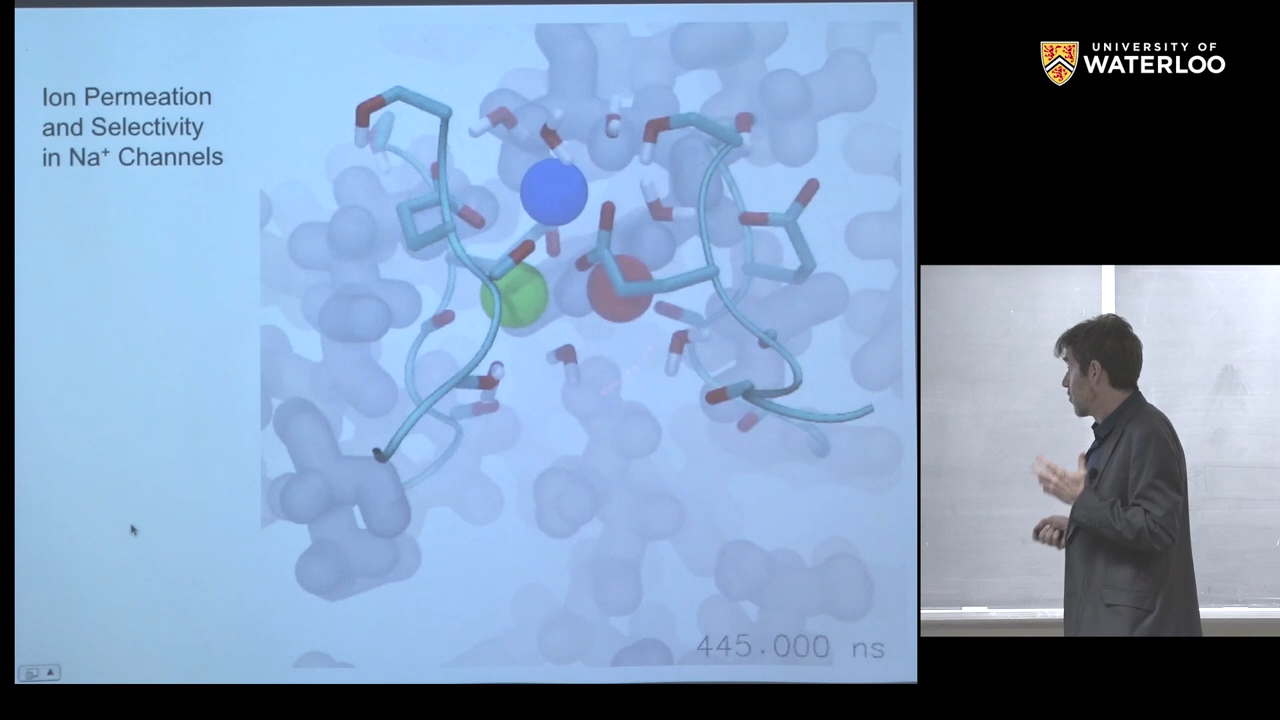 Ion Permeation
and Selectivity
in Na⁺ Channels
445.000 ns
UNIVERSITY OF
WATERLOO